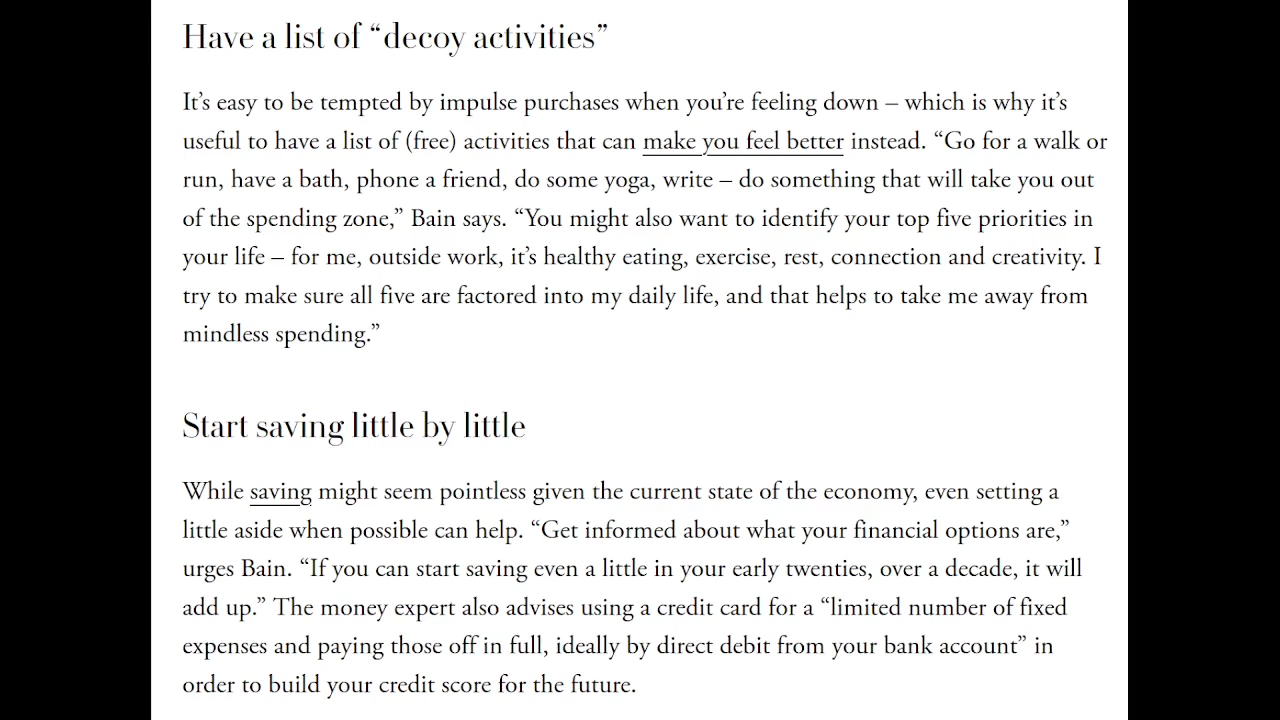 Have a list of “decoy activities”
It’s easy to be tempted by impulse purchases when you’re feeling down – which is why it’s
useful to have a list of (free) activities that can make you feel better instead. “Go for a walk or
run, have a bath, phone a friend, do some yoga, write – do something that will take you out
of the spending zone,” Bain says. “You might also want to identify your top five priorities in
your life – for me, outside work, it’s healthy eating, exercise, rest, connection and creativity. I
try to make sure all five are factored into my daily life, and that helps to take me away from
mindless spending.”
Start saving little by little
While saving might seem pointless given the current state of the economy, even setting a
little aside when possible can help. “Get informed about what your financial options are,”
urges Bain. “If you can start saving even a little in your early twenties, over a decade, it will
add up.” The money expert also advises using a credit card for a “limited number of fixed
expenses and paying those off in full, ideally by direct debit from your bank account” in
order to build your credit score for the future.